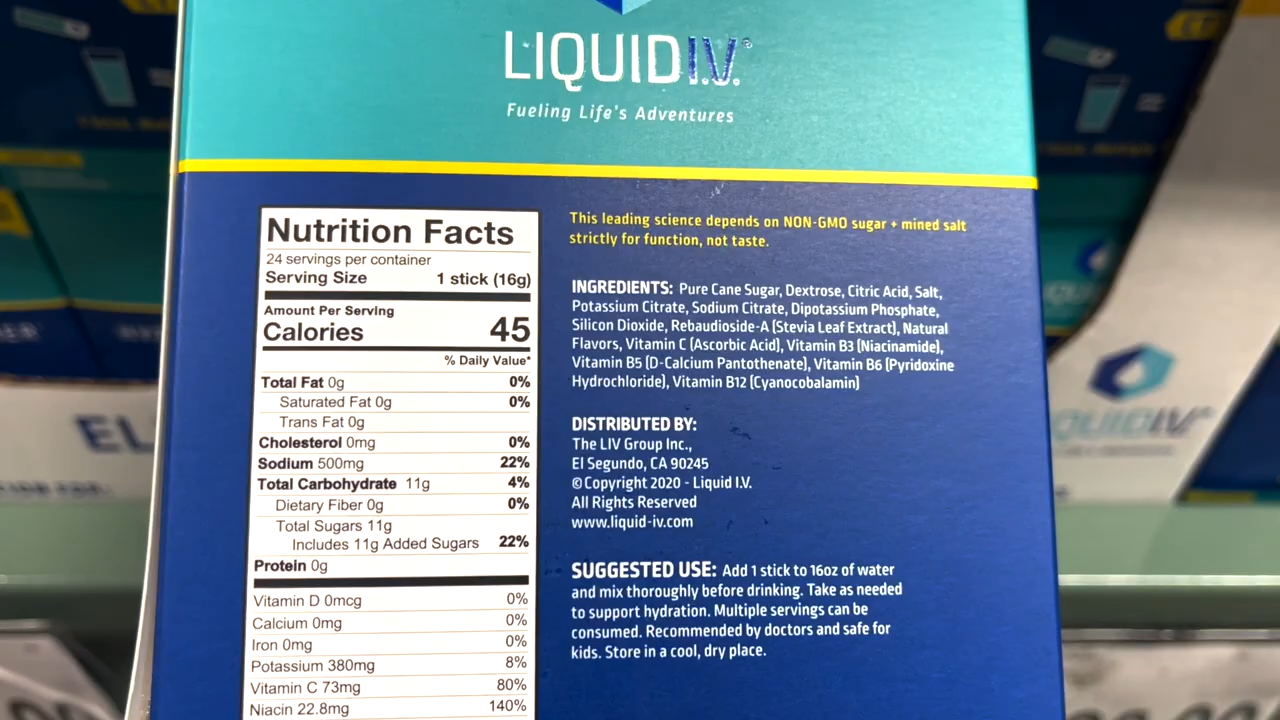 LIQUID I.V.®
Fueling Life's Adventures
Nutrition Facts
24 servings per container
Serving Size 1 stick (16g)
Amount Per Serving
Calories 45
% Daily Value*
Total Fat 0g 0%
Saturated Fat 0g 0%
Trans Fat 0g
Cholesterol 0mg 0%
Sodium 500mg 22%
Total Carbohydrate 11g 4%
Dietary Fiber 0g 0%
Total Sugars 11g
Includes 11g Added Sugars 22%
Protein 0g
Vitamin D 0mcg 0%
Calcium 0mg 0%
Iron 0mg 0%
Potassium 380mg 8%
Vitamin C 73mg 80%
Niacin 22.8mg 140%
This leading science depends on NON-GMO sugar + mined salt
strictly for function, not taste.
INGREDIENTS: Pure Cane Sugar, Dextrose, Citric Acid, Salt,
Potassium Citrate, Sodium Citrate, Dipotassium Phosphate,
Silicon Dioxide, Rebaudioside-A (Stevia Leaf Extract), Natural
Flavors, Vitamin C (Ascorbic Acid), Vitamin B3 (Niacinamide),
Vitamin B5 (D-Calcium Pantothenate), Vitamin B6 (Pyridoxine
Hydrochloride), Vitamin B12 (Cyanocobalamin)
DISTRIBUTED BY:
The LIV Group Inc.,
El Segundo, CA 90245
© Copyright 2020 - Liquid I.V.
All Rights Reserved
www.liquid-iv.com
SUGGESTED USE: Add 1 stick to 16oz of water
and mix thoroughly before drinking. Take as needed
to support hydration. Multiple servings can be
consumed. Recommended by doctors and safe for
kids. Store in a cool, dry place.
EL
QUID I.V.